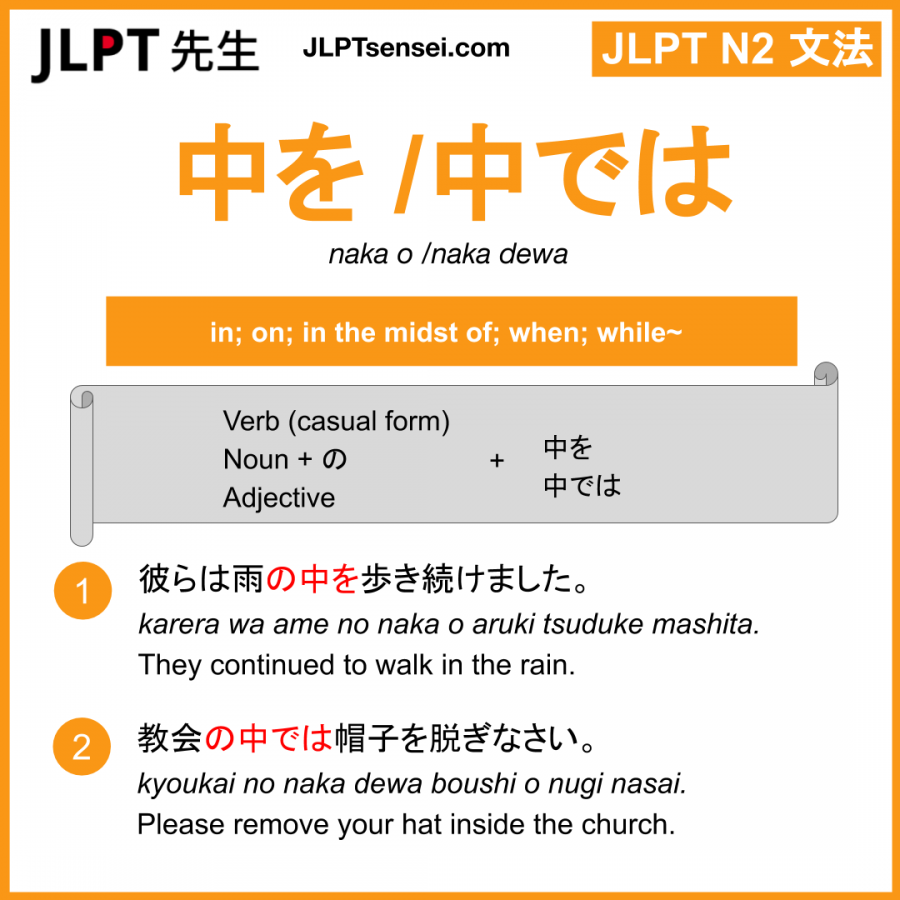 JLPT 先生
JLPTsensei.com
JLPT N2 文法
中を /中では
naka o /naka dewa
in; on; in the midst of; when; while~
Verb (casual form)
Noun + の
Adjective
+
中を
中では
1
彼らは雨の中を歩き続けました。
karera wa ame no naka o aruki tsuduke mashita.
They continued to walk in the rain.
2
教会の中では帽子を脱ぎなさい。
kyoukai no naka dewa boushi o nugi nasai.
Please remove your hat inside the church.